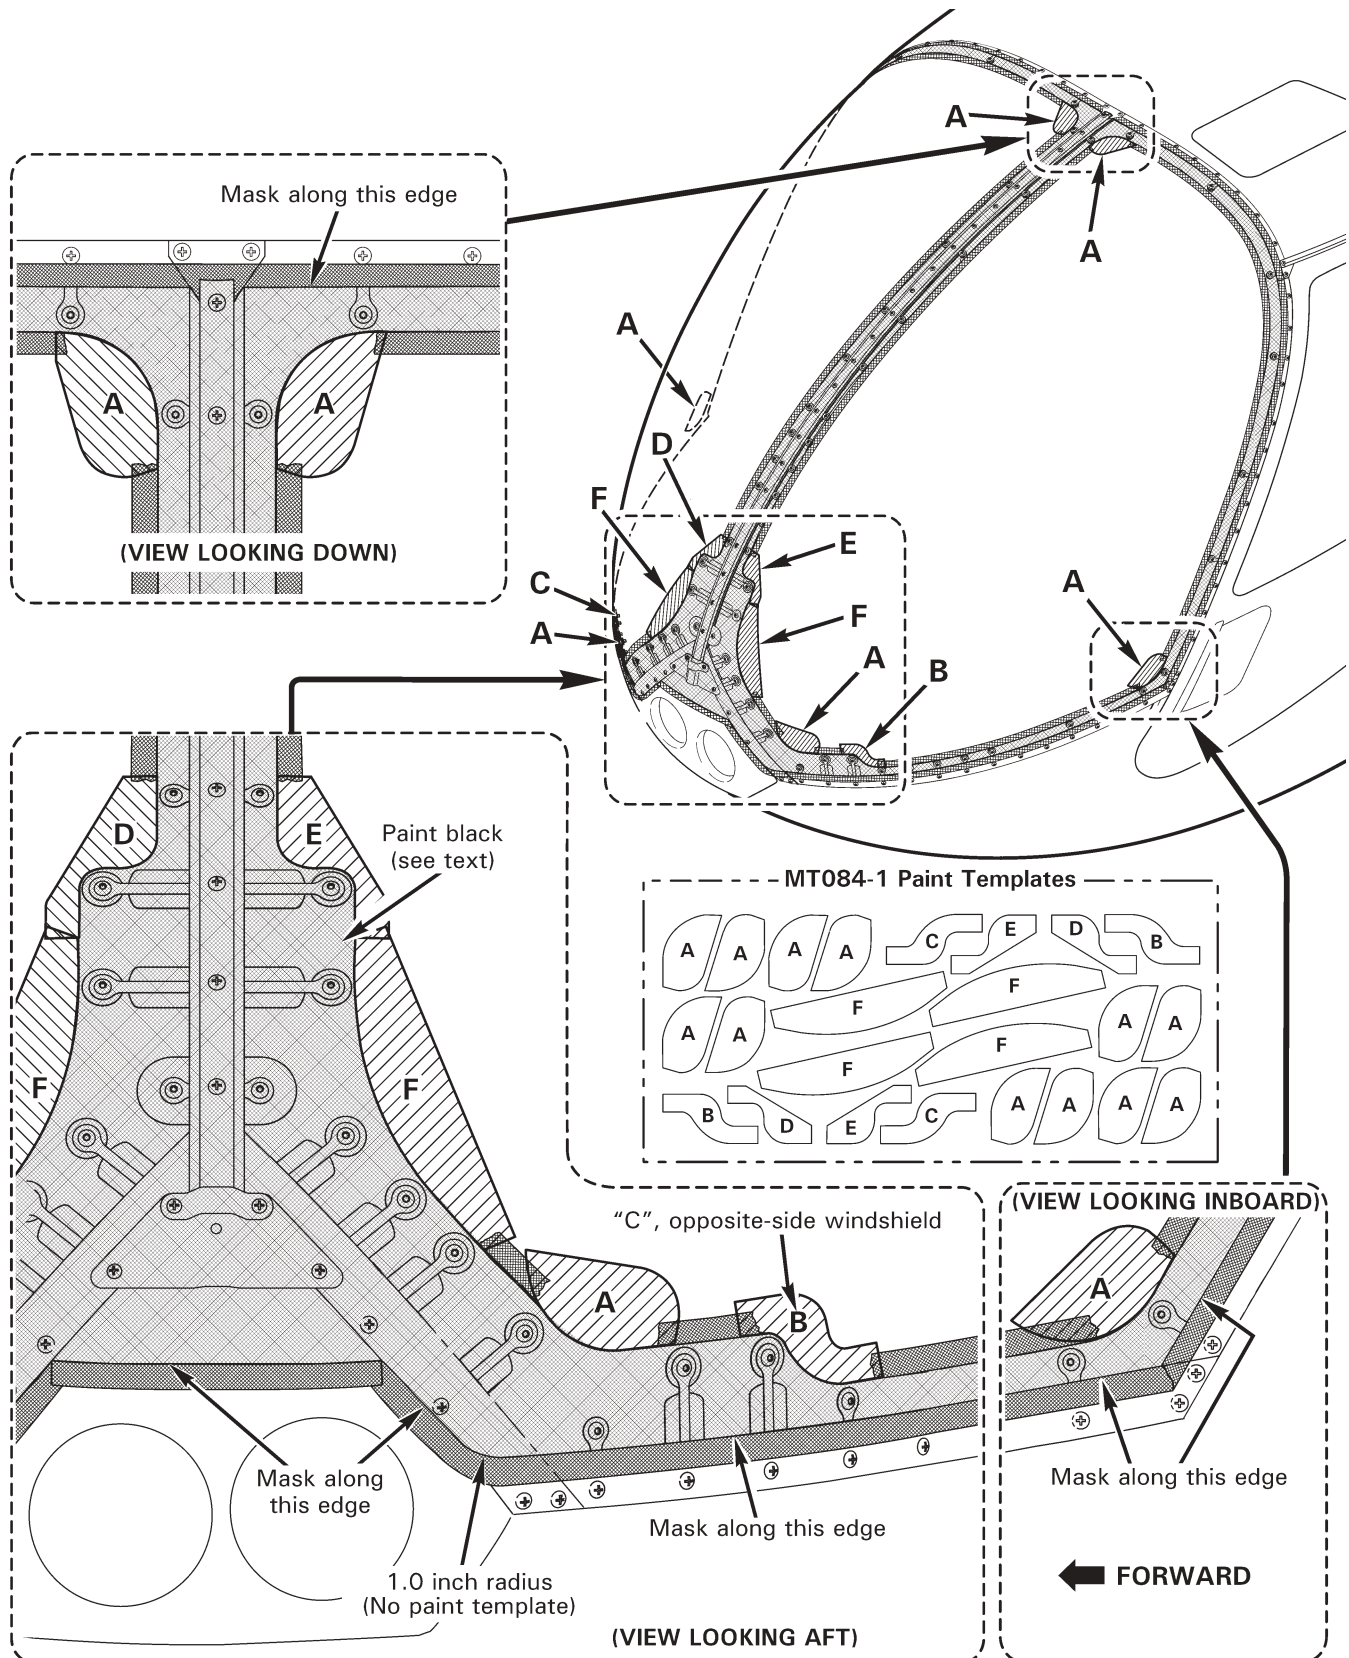 A
A
Mask along this edge
A
A
A
(VIEW LOOKING DOWN)
D
F
E
C
A
F
A
B
A
D
E
Paint black
(see text)
F
F
MT084-1 Paint Templates
A
A
A
A
C
E
D
B
F
F
A
A
A
A
F
F
B
D
E
C
A
A
A
A
"C", opposite-side windshield
A
B
(VIEW LOOKING INBOARD)
A
Mask along
this edge
Mask along this edge
Mask along this edge
1.0 inch radius
(No paint template)
(VIEW LOOKING AFT)
FORWARD